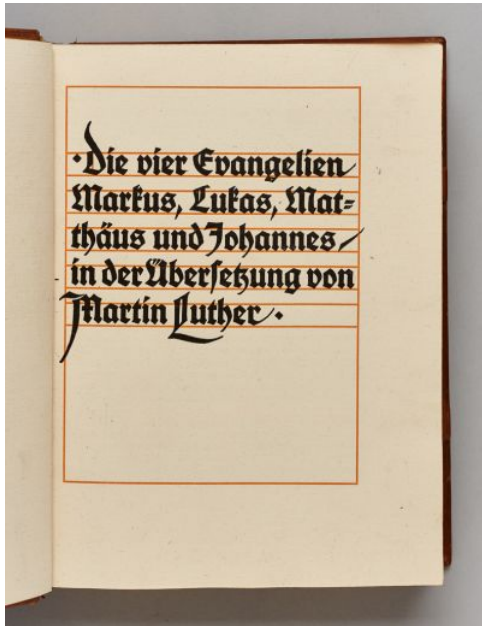 ·Die vier Evangelien
Markus, Lukas, Mat=
thäus und Johannes /
in der Überſetzung von
Martin Luther ·